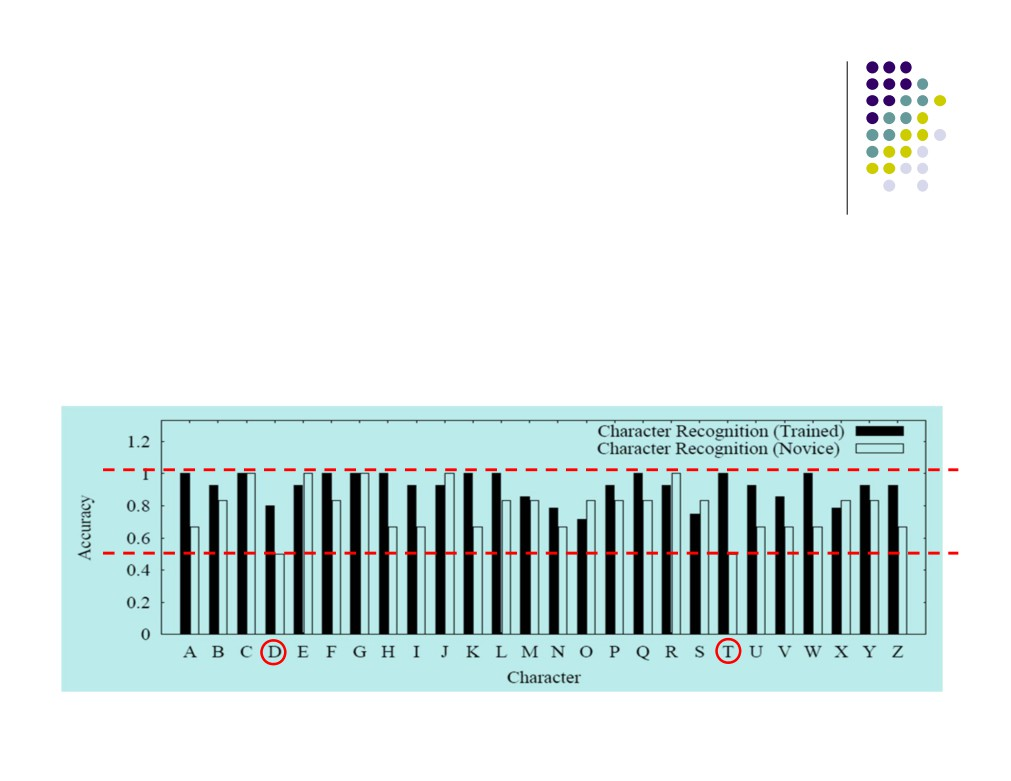 Character Recognition (Trained)
Character Recognition (Novice)
1.2
1
0.8
0.6
0.4
0.2
0
Accuracy
A B C D E F G H I J K L M N O P Q R S T U V W X Y Z
Character